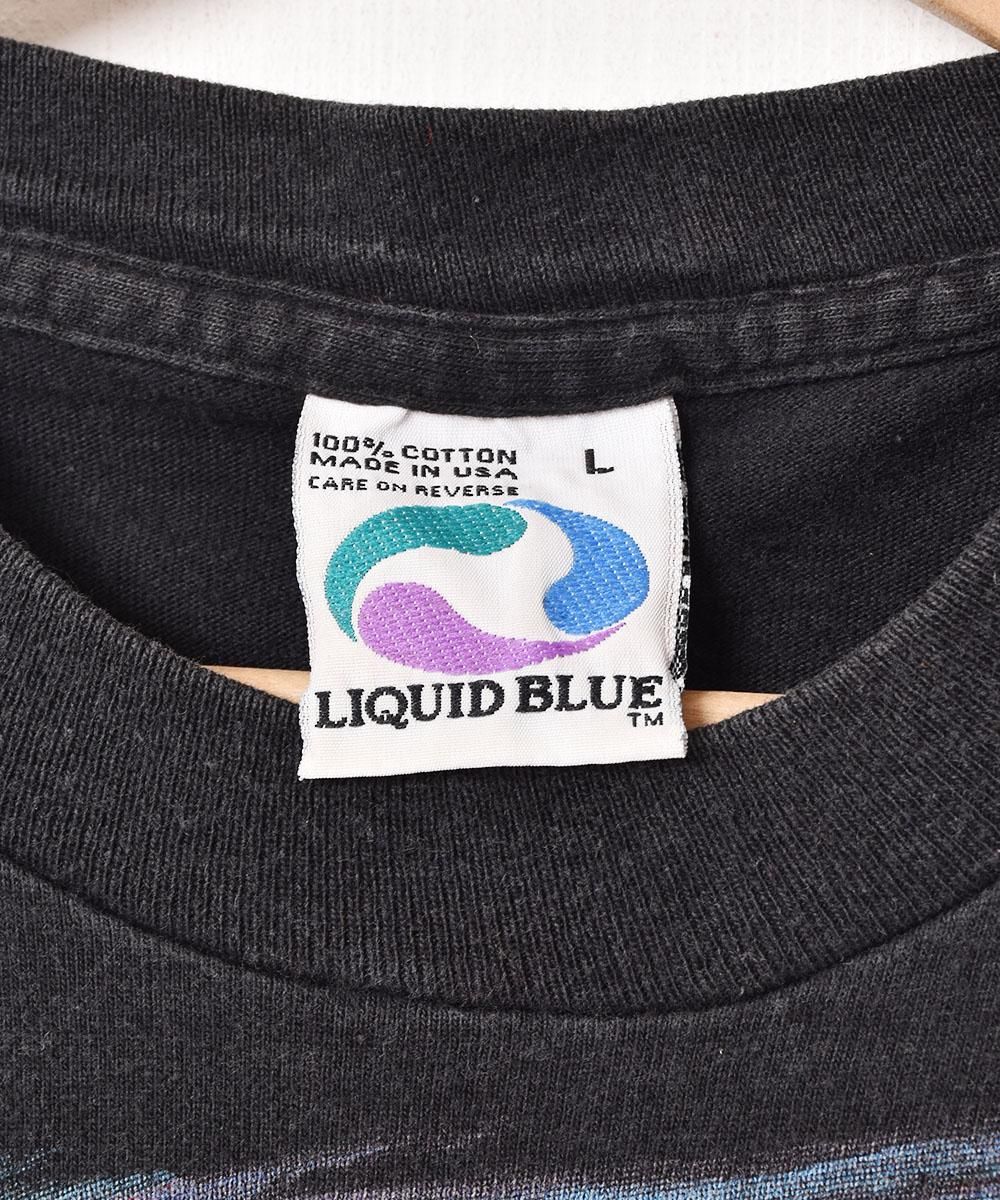 100% COTTON
MADE IN USA
CARE ON REVERSE
L
LIQUID BLUE
TM